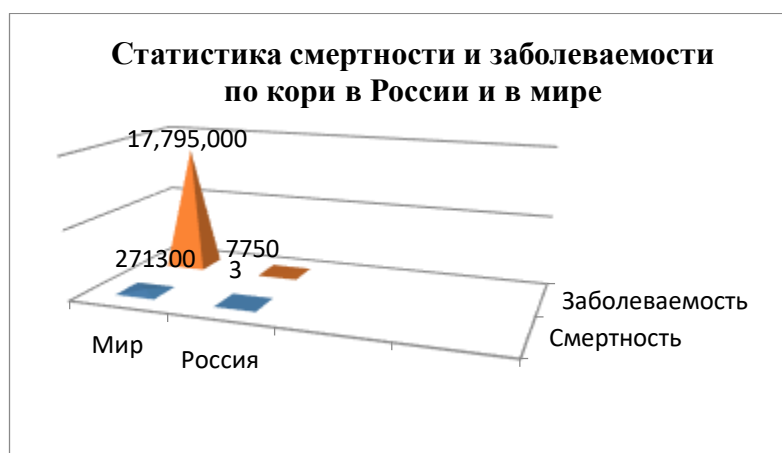 Статистика смертности и заболеваемости
по кори в России и в мире
17,795,000
271300
7750
3
Заболеваемость
Смертность
Мир
Россия